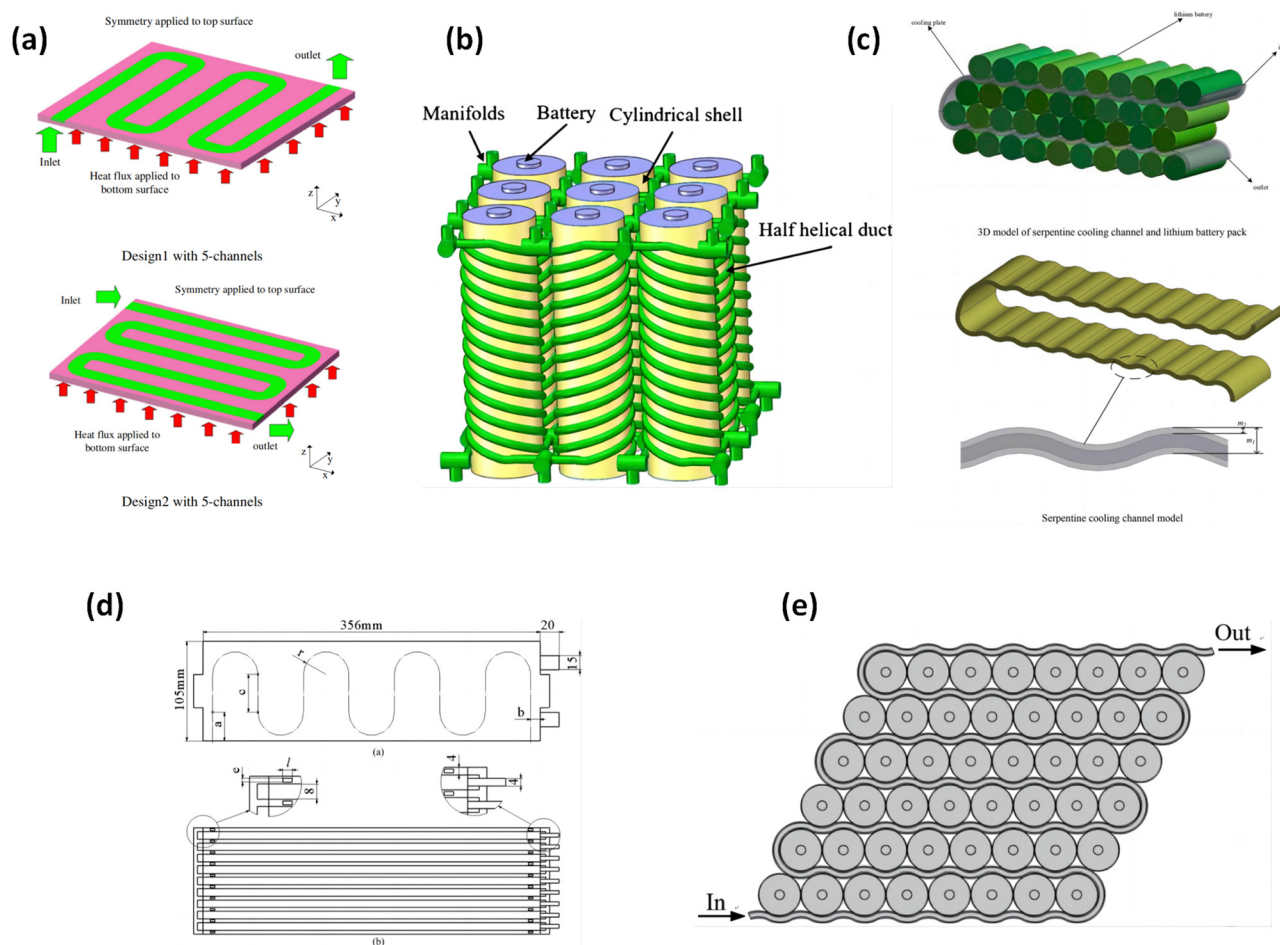 (a)
Symmetry applied to top surface
outlet
Inlet
Heat flux applied to
bottom surface
z
y
x
Design1 with 5-channels
Inlet
Symmetry applied to top surface
Heat flux applied to
bottom surface
outlet
z
y
x
Design2 with 5-channels
(b)
Manifolds
Battery
Cylindrical shell
Half helical duct
(c)
lithium battery
cooling plate
outlet
3D model of serpentine cooling channel and lithium battery pack
m2
m1
Serpentine cooling channel model
(d)
356mm
20
15
105mm
r
c
a
b
(a)
e
l
8
4
4
(b)
(e)
Out
In